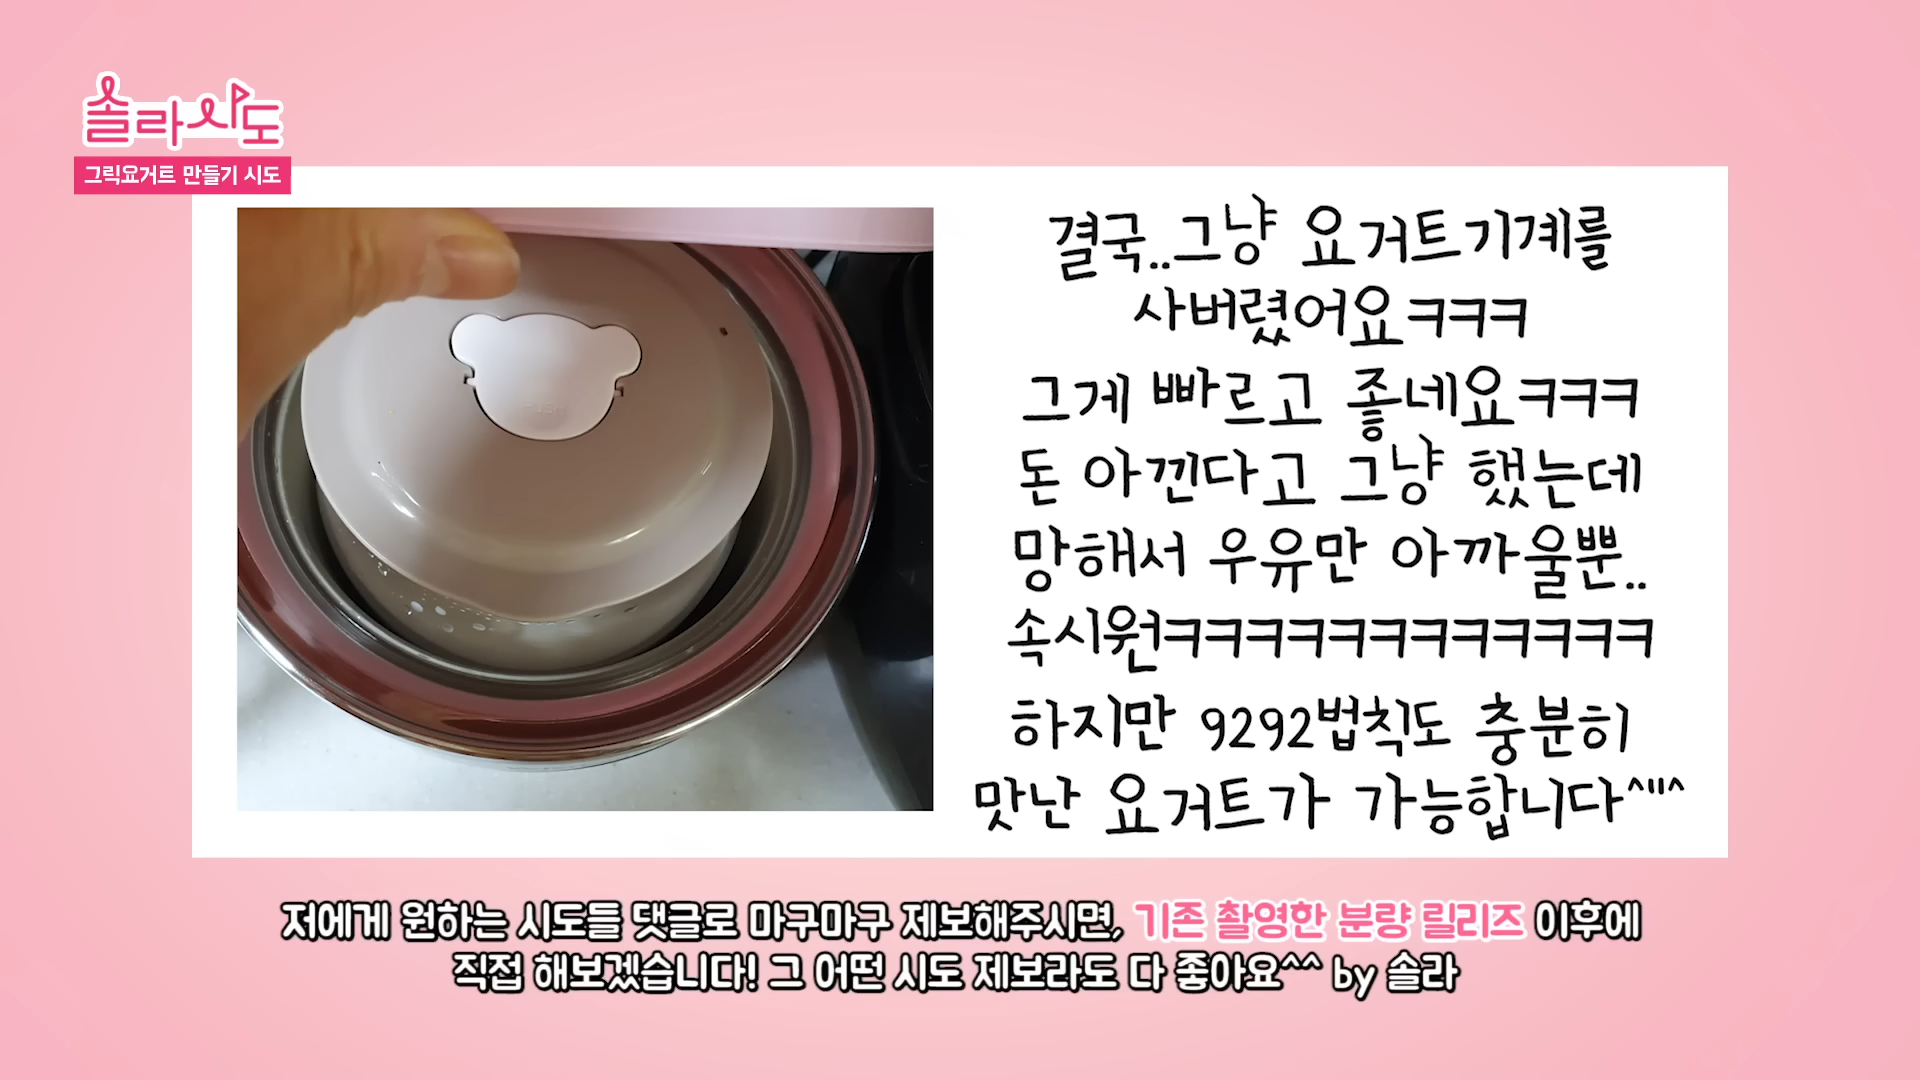 솔라시도
그릭요거트 만들기 시도
결국..그냥 요거트기계를
사버렸어요ㅋㅋㅋ
그게 빠르고 좋네요ㅋㅋㅋ
돈 아낀다고 그냥 했는데
망해서 우유만 아까울뿐..
속시원ㅋㅋㅋㅋㅋㅋㅋㅋㅋㅋㅋㅋ
하지만 9292법칙도 충분히
맛난 요거트가 가능합니다^"^
저에게 원하는 시도들 댓글로 마구마구 제보해주시면, 기존 촬영한 분량 릴리즈 이후에
직접 해보겠습니다! 그 어떤 시도 제보라도 다 좋아요^^ by 솔라